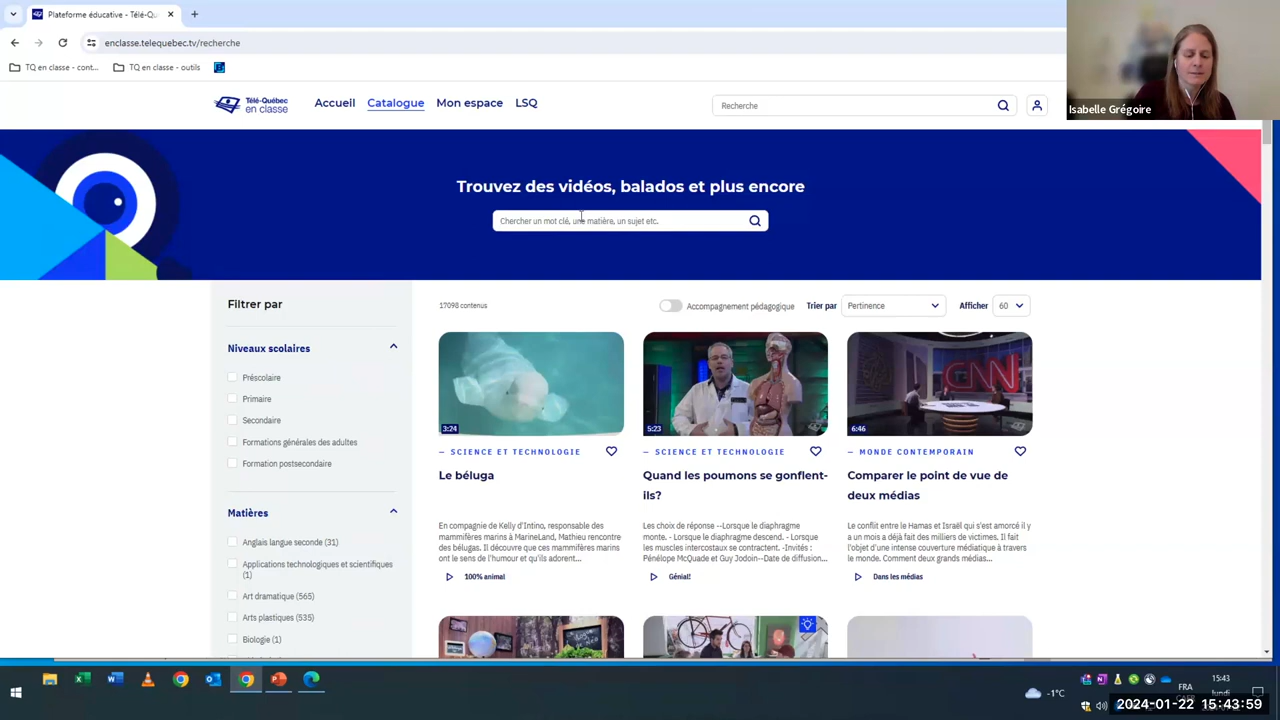 Plateforme éducative - Télé-Qu
enclasse.telequebec.tv/recherche
TQ en classe - cont...
TQ en classe - outils
Télé-Québec
en classe
Accueil
Catalogue
Mon espace
LSQ
Recherche
Isabelle Grégoire
Trouvez des vidéos, balados et plus encore
Chercher un mot clé, une matière, un sujet etc.
Filtrer par
17098 contenus
Accompagnement pédagogique
Trier par
Pertinence
Afficher
60
Niveaux scolaires
Préscolaire
Primaire
Secondaire
Formations générales des adultes
Formation postsecondaire
Matières
Anglais langue seconde (31)
Applications technologiques et scientifiques
(1)
Art dramatique (565)
Arts plastiques (535)
Biologie (1)
3:24
— SCIENCE ET TECHNOLOGIE
Le béluga
En compagnie de Kelly d'Intino, responsable des
mammifères marins à MarineLand, Mathieu rencontre
des bélugas. Il découvre que ces mammifères marins
ont le sens de l'humour et qu'ils adorent...
100% animal
5:23
— SCIENCE ET TECHNOLOGIE
Quand les poumons se gonflent-
ils?
Les choix de réponse --Lorsque le diaphragme
monte. - Lorsque le diaphragme descend. - Lorsque
les muscles intercostaux se contractent. -Invités :
Pénélope McQuade et Guy Jodoin--Date de diffusion...
Génial!
CNN
6:46
— MONDE CONTEMPORAIN
Comparer le point de vue de
deux médias
Le conflit entre le Hamas et Israël qui s'est amorcé il y
a un mois a déjà fait des milliers de victimes. Il fait
l'objet d'une intense couverture médiatique à travers
le monde. Comment deux grands médias...
Dans les médias
-1°C
FRA
CAFR
15:43
lundi
2024-01-22 15:43:59